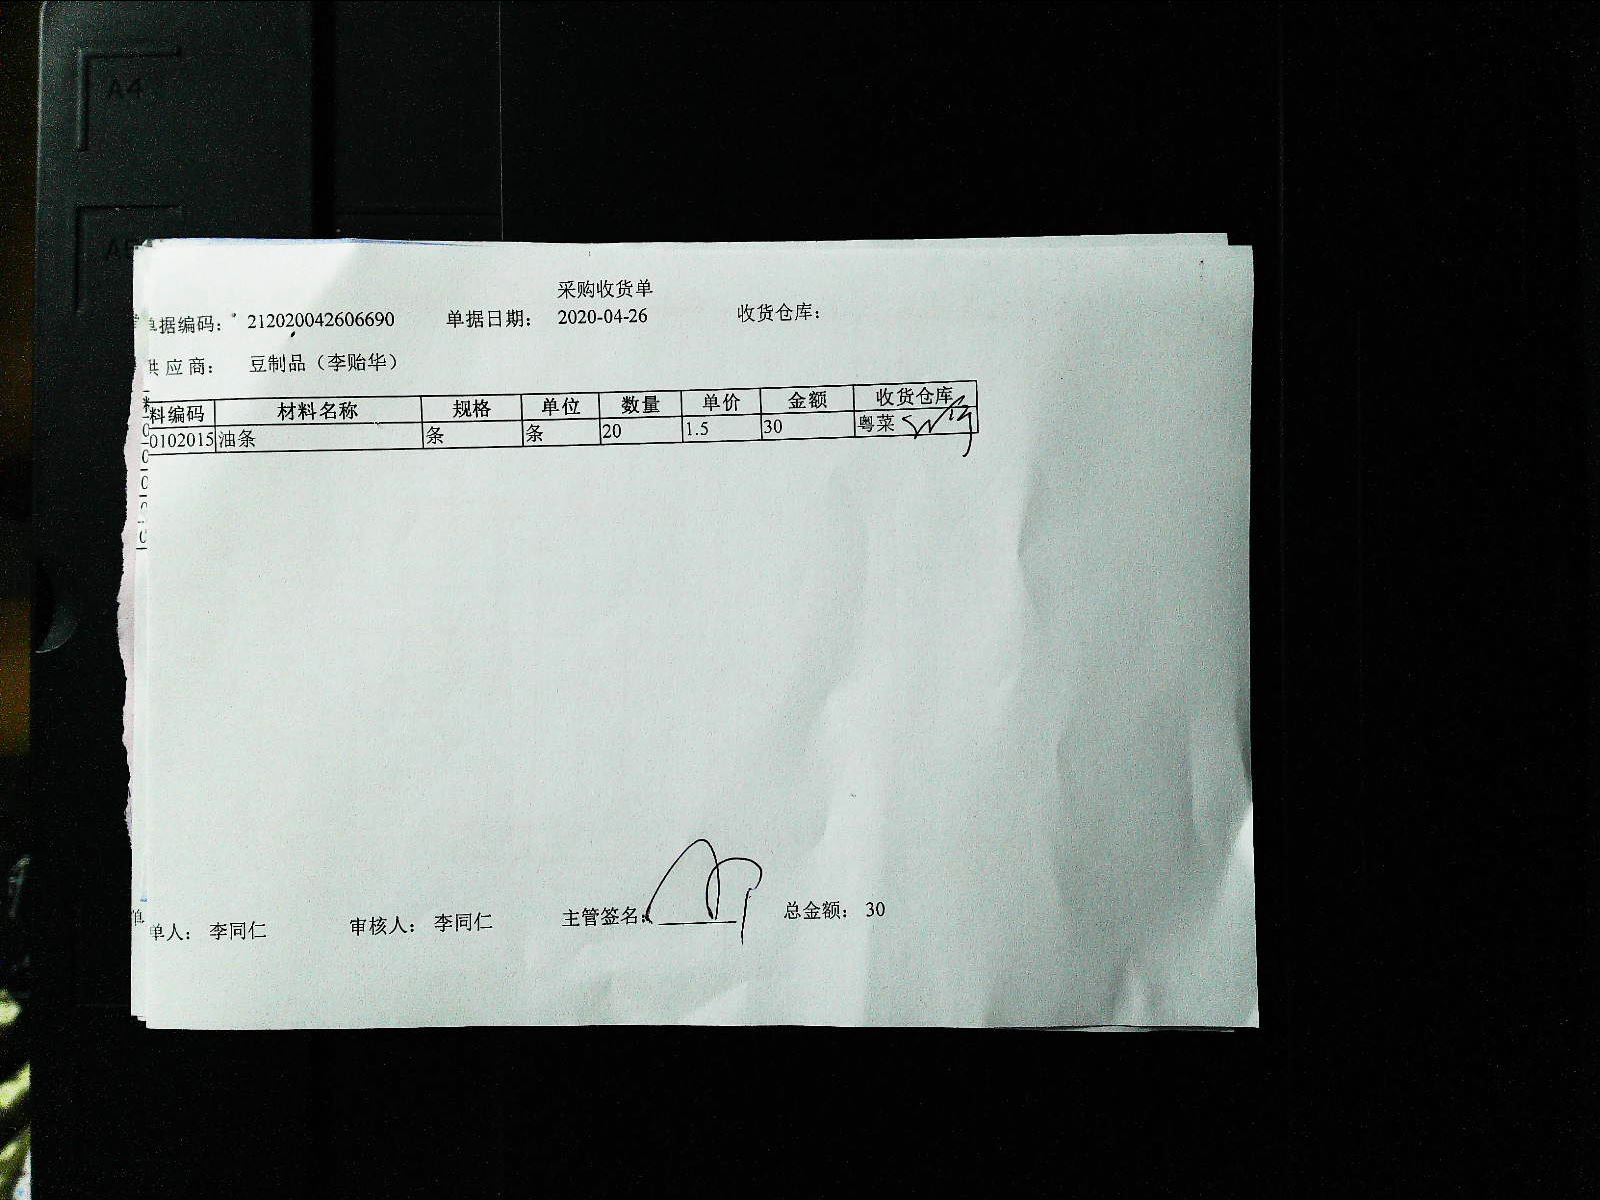 A4
A5
采购收货单
单据编码： 212020042606690 单据日期： 2020-04-26 收货仓库：
供应商： 豆制品（李贻华）
料编码 材料名称 规格 单位 数量 单价 金额 收货仓库
0102015 油条 条 条 20 1.5 30 粤菜
单人： 李同仁 审核人： 李同仁 主管签名： 总金额： 30